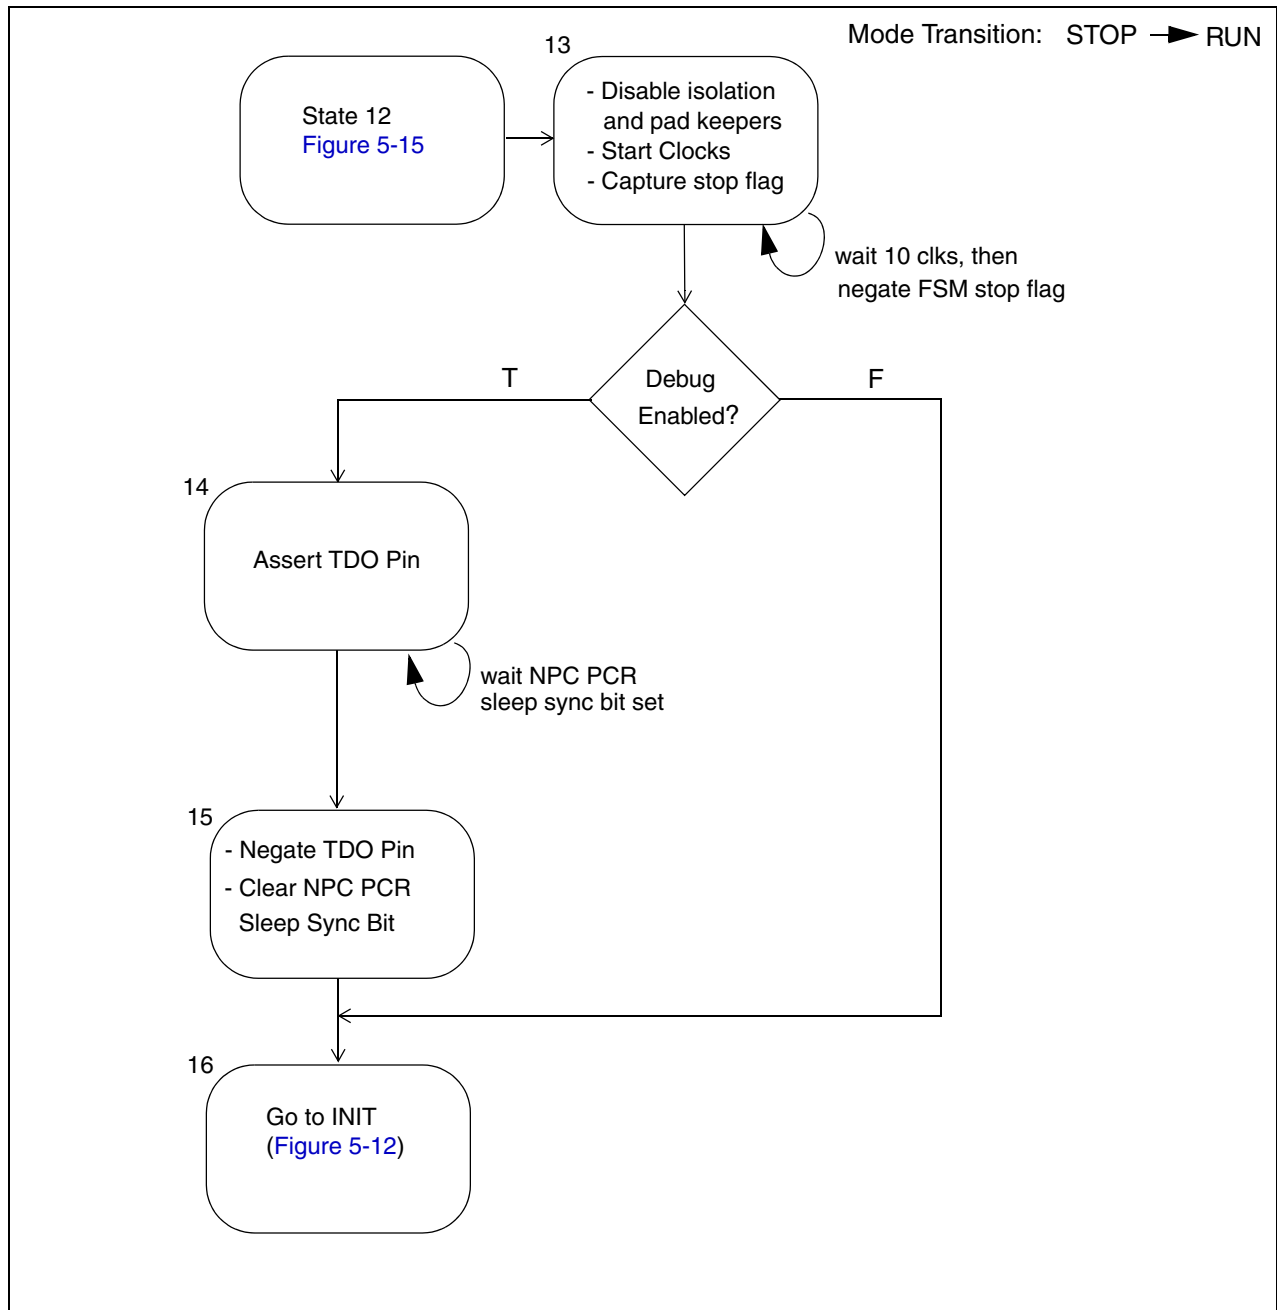 Mode Transition: STOP RUN
13
State 12
Figure 5-15
- Disable isolation
and pad keepers
- Start Clocks
- Capture stop flag
wait 10 clks, then
negate FSM stop flag
Debug
Enabled?
T
F
14
Assert TDO Pin
wait NPC PCR
sleep sync bit set
15
- Negate TDO Pin
- Clear NPC PCR
Sleep Sync Bit
16
Go to INIT
(Figure 5-12)